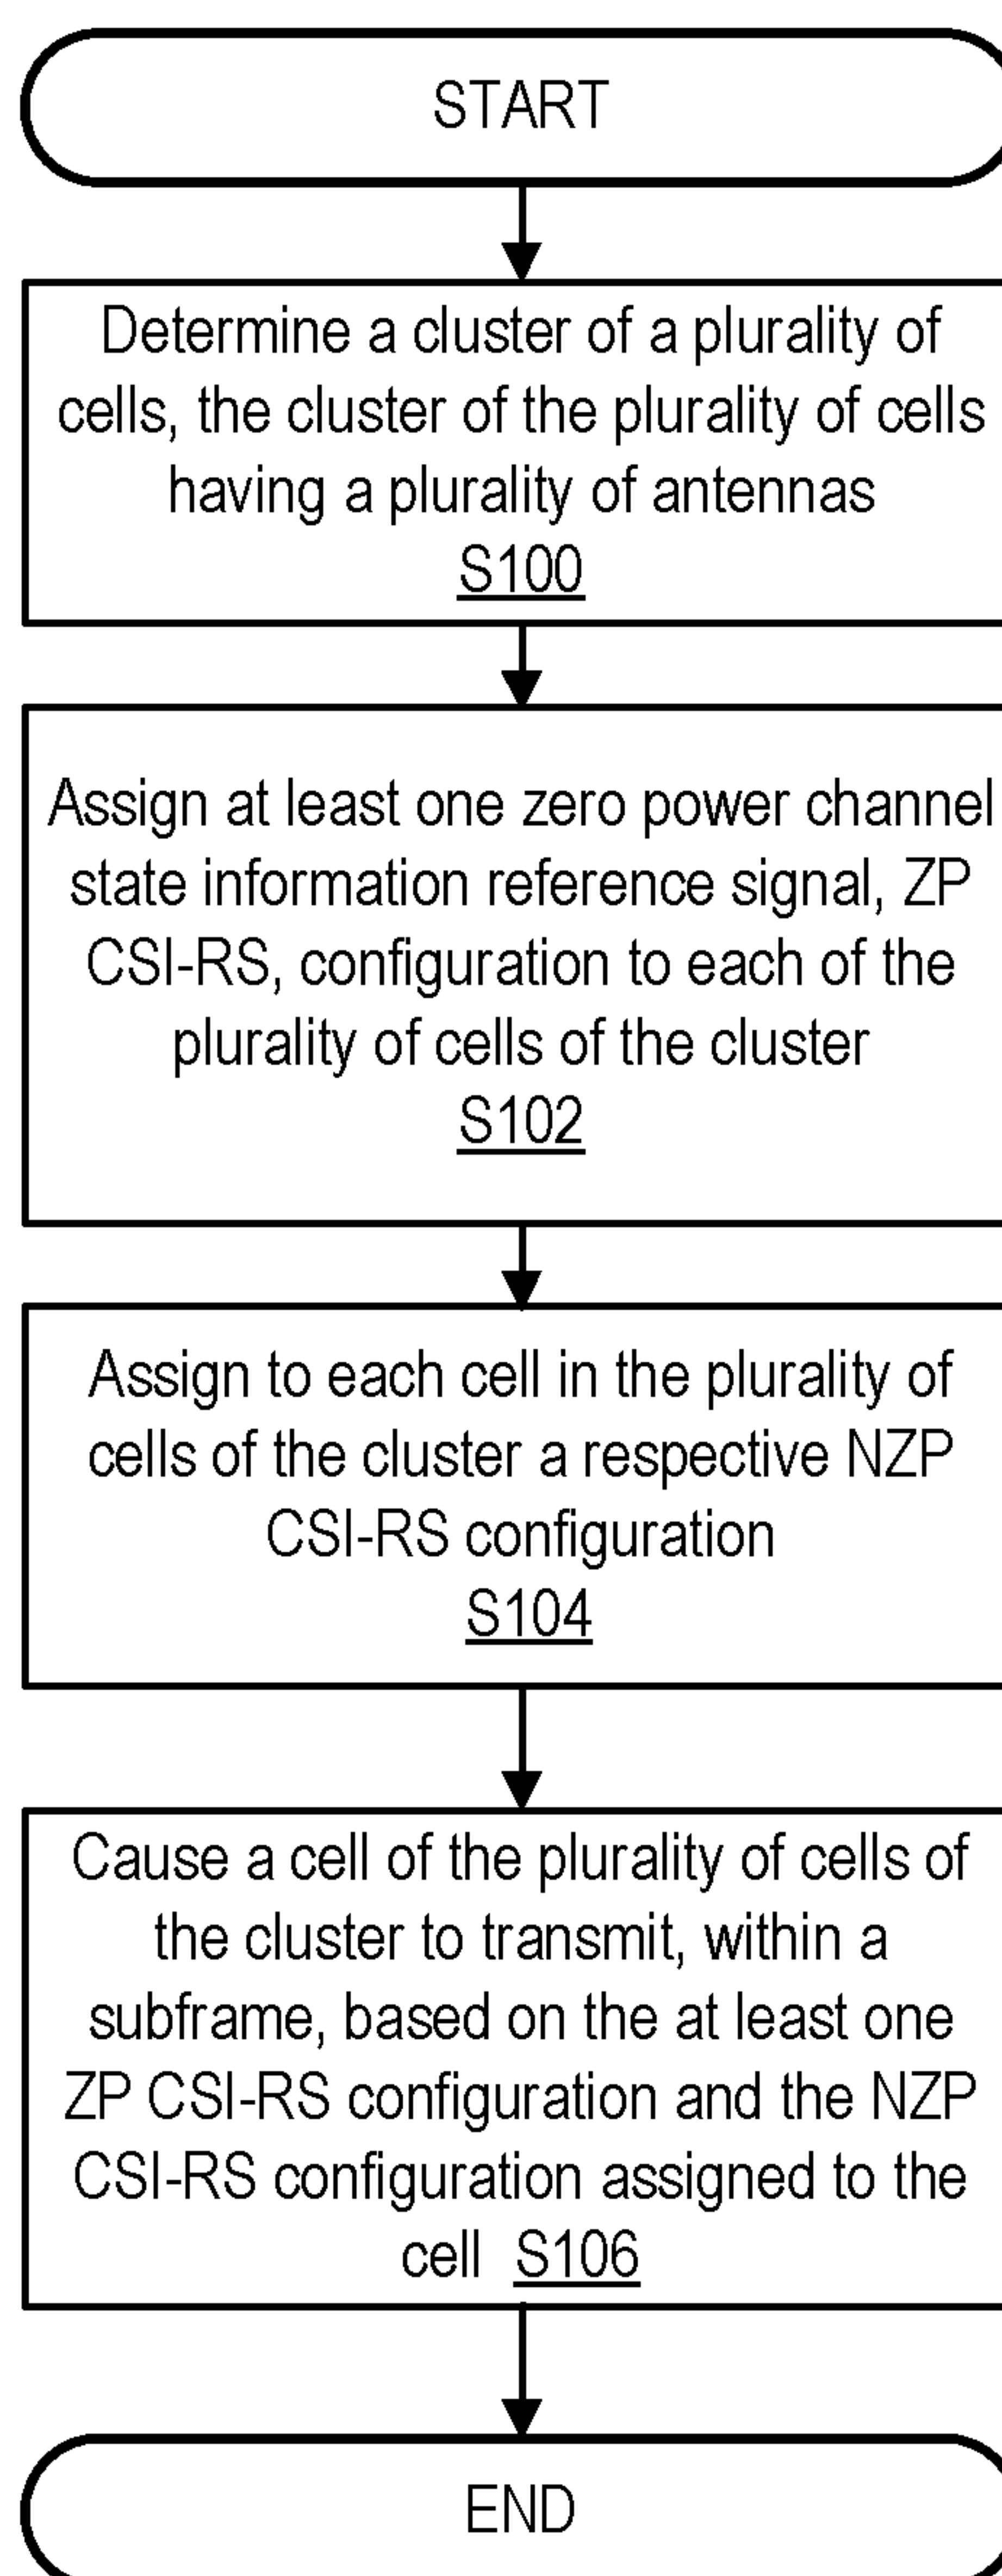 START
Determine a cluster of a plurality of
cells, the cluster of the plurality of cells
having a plurality of antennas
S100
Assign at least one zero power channel
state information reference signal, ZP
CSI-RS, configuration to each of the
plurality of cells of the cluster
S102
Assign to each cell in the plurality of
cells of the cluster a respective NZP
CSI-RS configuration
S104
Cause a cell of the plurality of cells of
the cluster to transmit, within a
subframe, based on the at least one
ZP CSI-RS configuration and the NZP
CSI-RS configuration assigned to the
cell S106
END